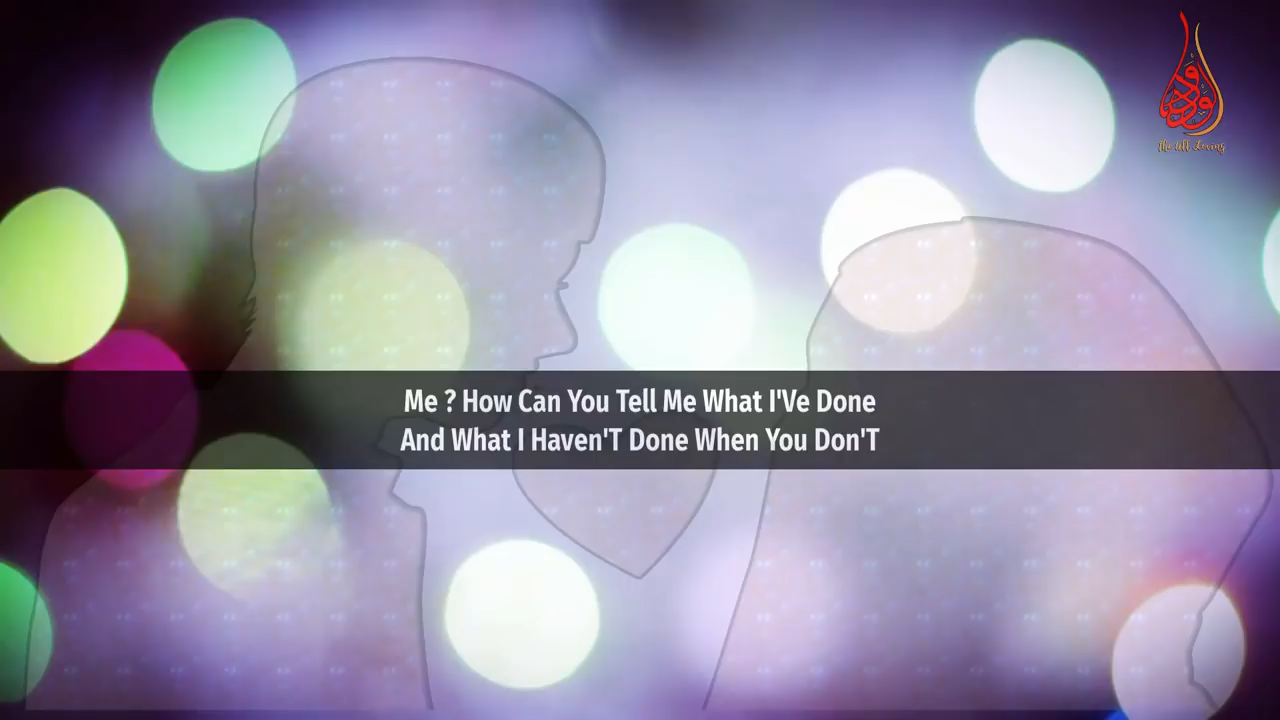 الودود
The All Loving
Me ? How Can You Tell Me What I'Ve Done
And What I Haven'T Done When You Don'T